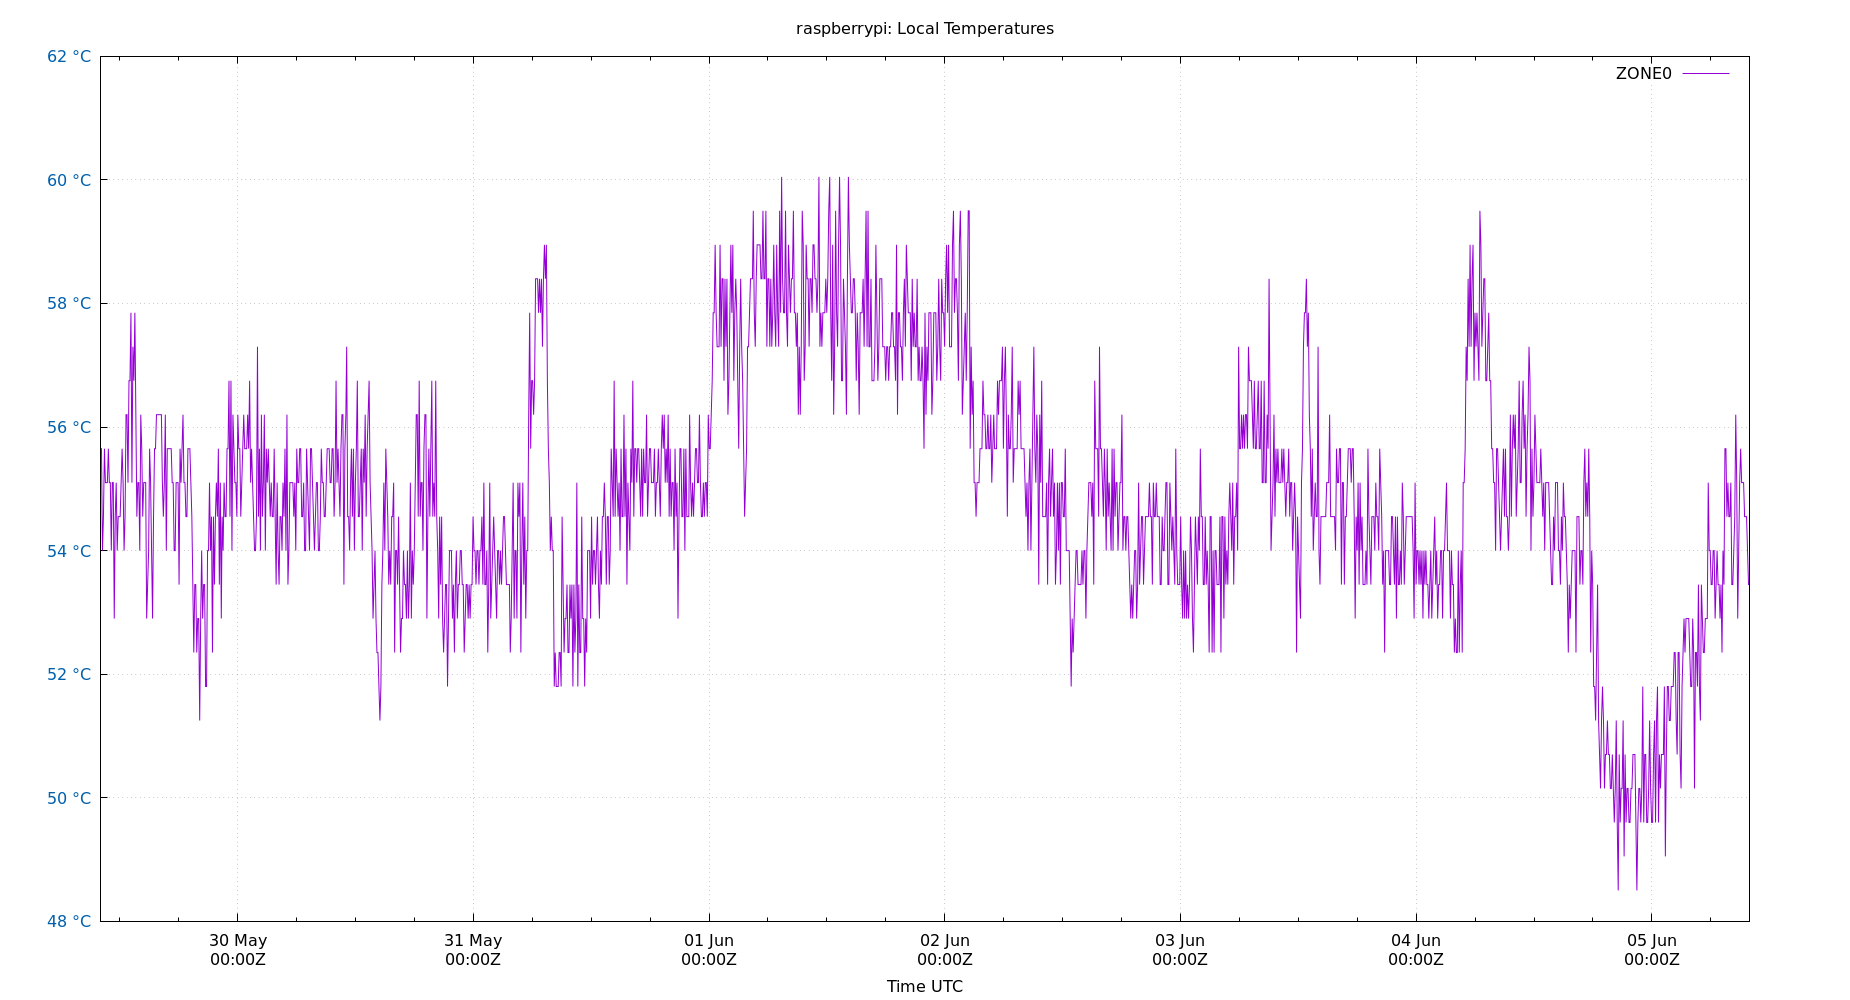 raspberrypi: Local Temperatures
ZONE0
62 °C
60 °C
58 °C
56 °C
54 °C
52 °C
50 °C
48 °C
30 May 31 May 01 Jun 02 Jun 03 Jun 04 Jun 05 Jun
00:00Z 00:00Z 00:00Z 00:00Z 00:00Z 00:00Z 00:00Z
Time UTC